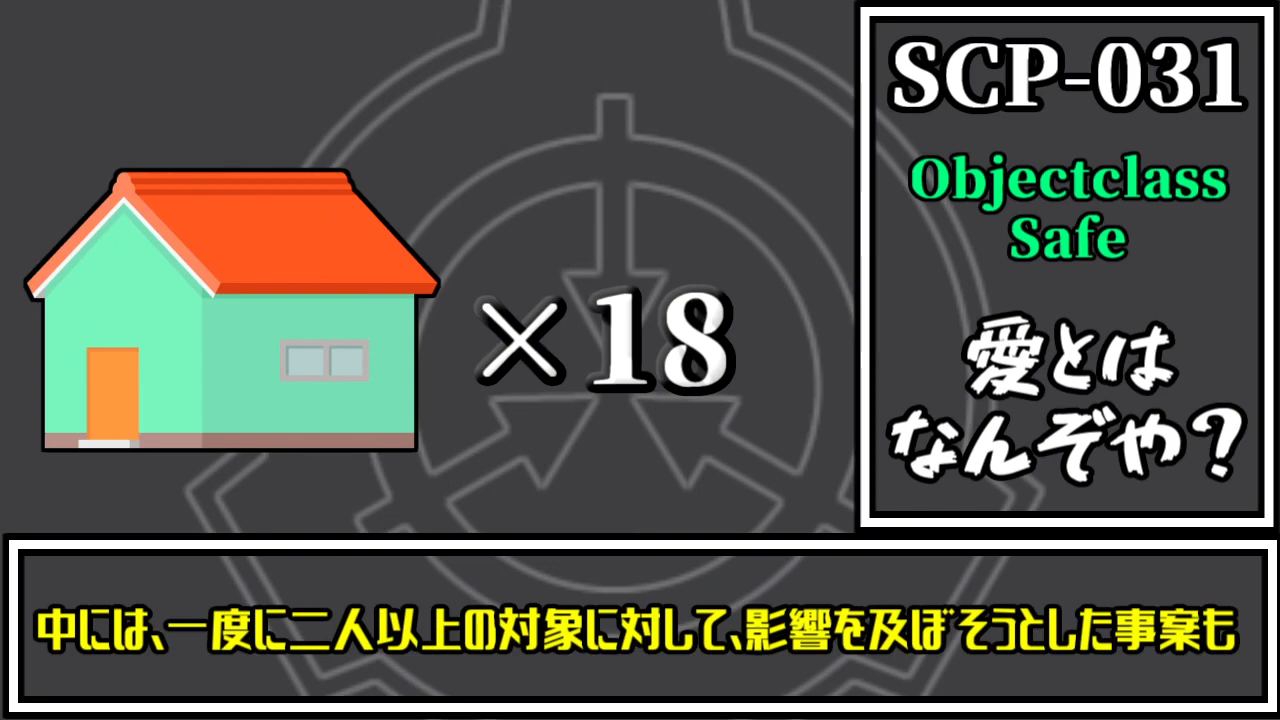 SCP-031
Objectclass
Safe
愛とは
なんぞや?
×18
中には、一度に二人以上の対象に対して、影響を及ぼそうとした事案も